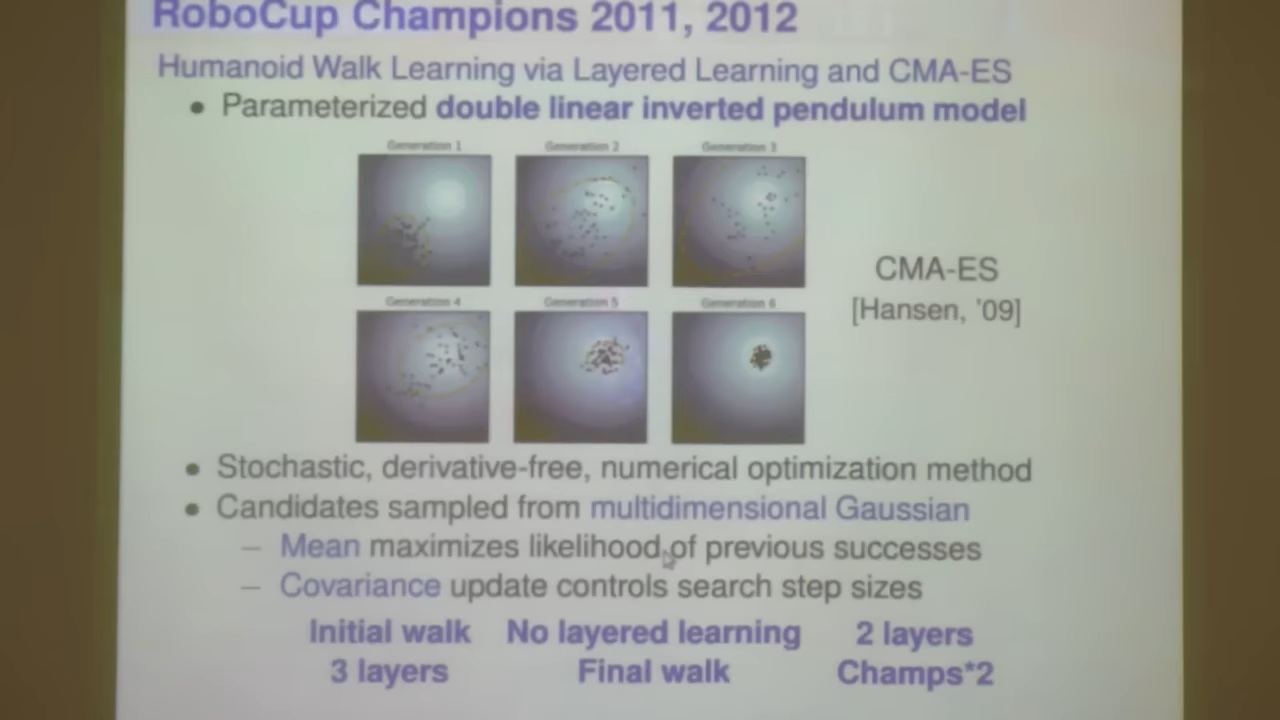 RoboCup Champions 2011, 2012
Humanoid Walk Learning via Layered Learning and CMA-ES
• Parameterized double linear inverted pendulum model
Generation 1 Generation 2 Generation 3
Generation 4 Generation 5 Generation 6
CMA-ES
[Hansen, '09]
• Stochastic, derivative-free, numerical optimization method
• Candidates sampled from multidimensional Gaussian
– Mean maximizes likelihood of previous successes
– Covariance update controls search step sizes
Initial walk No layered learning 2 layers
3 layers Final walk Champs*2